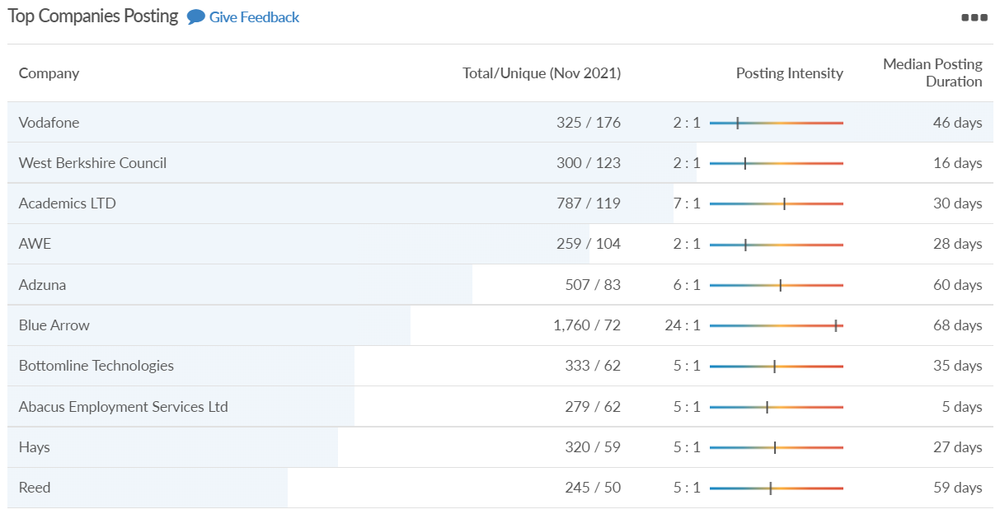 Top Companies Posting Give Feedback
Company Total/Unique (Nov 2021) Posting Intensity Median Posting
Duration
Vodafone 325 / 176 2 : 1 46 days
West Berkshire Council 300 / 123 2 : 1 16 days
Academics LTD 787 / 119 7 : 1 30 days
AWE 259 / 104 2 : 1 28 days
Adzuna 507 / 83 6 : 1 60 days
Blue Arrow 1,760 / 72 24 : 1 68 days
Bottomline Technologies 333 / 62 5 : 1 35 days
Abacus Employment Services Ltd 279 / 62 5 : 1 5 days
Hays 320 / 59 5 : 1 27 days
Reed 245 / 50 5 : 1 59 days